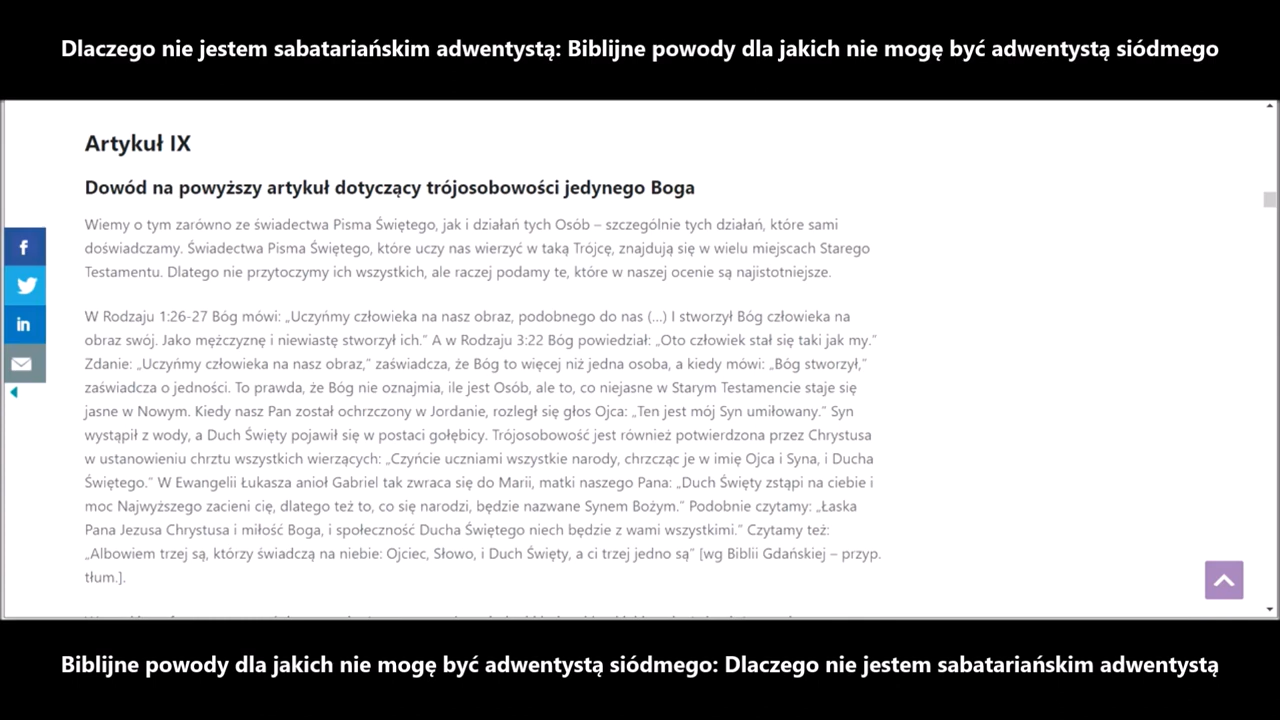 Dlaczego nie jestem sabatariańskim adwentystą: Biblijne powody dla jakich nie mogę być adwentystą siódmego
Artykuł IX
Dowód na powyższy artykuł dotyczący trójosobowości jedynego Boga
Wiemy o tym zarówno ze świadectwa Pisma Świętego, jak i działań tych Osób – szczególnie tych działań, które sami
doświadczamy. Świadectwa Pisma Świętego, które uczy nas wierzyć w taką Trójcę, znajdują się w wielu miejscach Starego
Testamentu. Dlatego nie przytoczymy ich wszystkich, ale raczej podamy te, które w naszej ocenie są najistotniejsze.
W Rodzaju 1:26-27 Bóg mówi: „Uczyńmy człowieka na nasz obraz, podobnego do nas (...) I stworzył Bóg człowieka na
obraz swój. Jako mężczyznę i niewiastę stworzył ich.” A w Rodzaju 3:22 Bóg powiedział: „Oto człowiek stał się taki jak my.”
Zdanie: „Uczyńmy człowieka na nasz obraz,” zaświadcza, że Bóg to więcej niż jedna osoba, a kiedy mówi: „Bóg stworzył,”
zaświadcza o jedności. To prawda, że Bóg nie oznajmia, ile jest Osób, ale to, co niejasne w Starym Testamencie staje się
jasne w Nowym. Kiedy nasz Pan został ochrzczony w Jordanie, rozległ się głos Ojca: „Ten jest mój Syn umiłowany.” Syn
wystąpił z wody, a Duch Święty pojawił się w postaci gołębicy. Trójosobowość jest również potwierdzona przez Chrystusa
w ustanowieniu chrztu wszystkich wierzących: „Czyńcie uczniami wszystkie narody, chrzcząc je w imię Ojca i Syna, i Ducha
Świętego.” W Ewangelii Łukasza anioł Gabriel tak zwraca się do Marii, matki naszego Pana: „Duch Święty zstąpi na ciebie i
moc Najwyższego zacieni cię, dlatego też to, co się narodzi, będzie nazwane Synem Bożym.” Podobnie czytamy: „Łaska
Pana Jezusa Chrystusa i miłość Boga, i społeczność Ducha Świętego niech będzie z wami wszystkimi.” Czytamy też:
„Albowiem trzej są, którzy świadczą na niebie: Ojciec, Słowo, i Duch Święty, a ci trzej jedno są” [wg Biblii Gdańskiej – przyp.
tłum.].
Biblijne powody dla jakich nie mogę być adwentystą siódmego: Dlaczego nie jestem sabatariańskim adwentystą